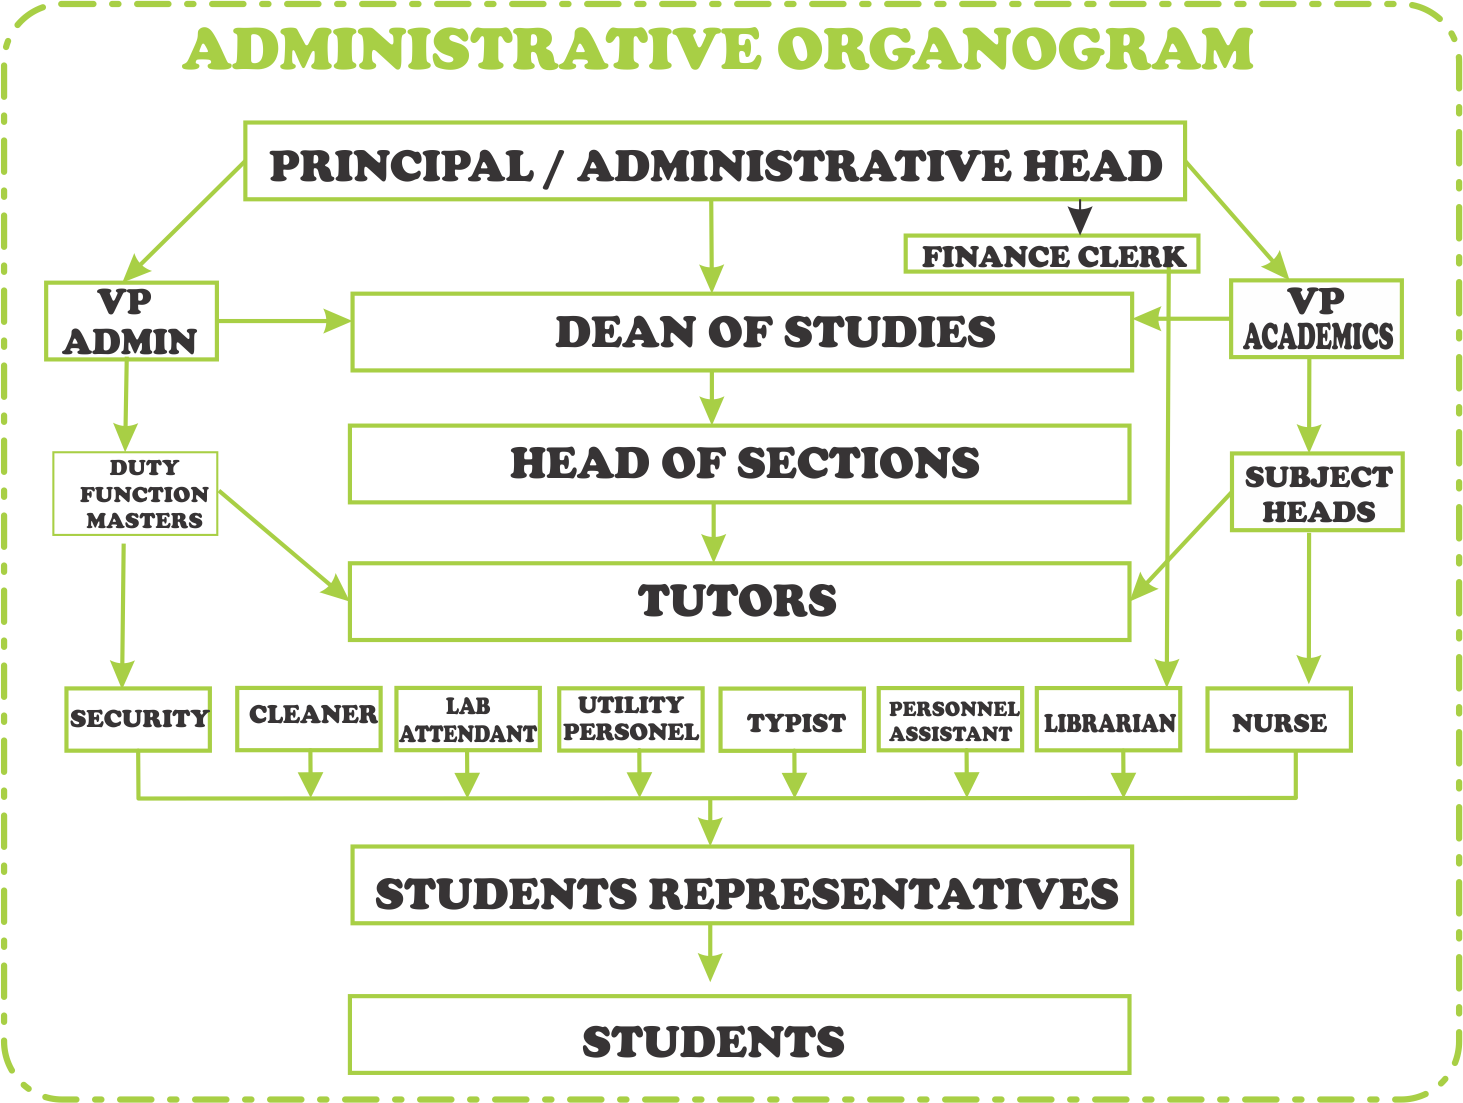 ADMINISTRATIVE ORGANOGRAM
PRINCIPAL / ADMINISTRATIVE HEAD
FINANCE CLERK
VP
ADMIN
DEAN OF STUDIES
VP
ACADEMICS
HEAD OF SECTIONS
DUTY
FUNCTION
MASTERS
SUBJECT
HEADS
TUTORS
SECURITY
CLEANER
LAB
ATTENDANT
UTILITY
PERSONEL
TYPIST
PERSONNEL
ASSISTANT
LIBRARIAN
NURSE
STUDENTS REPRESENTATIVES
STUDENTS